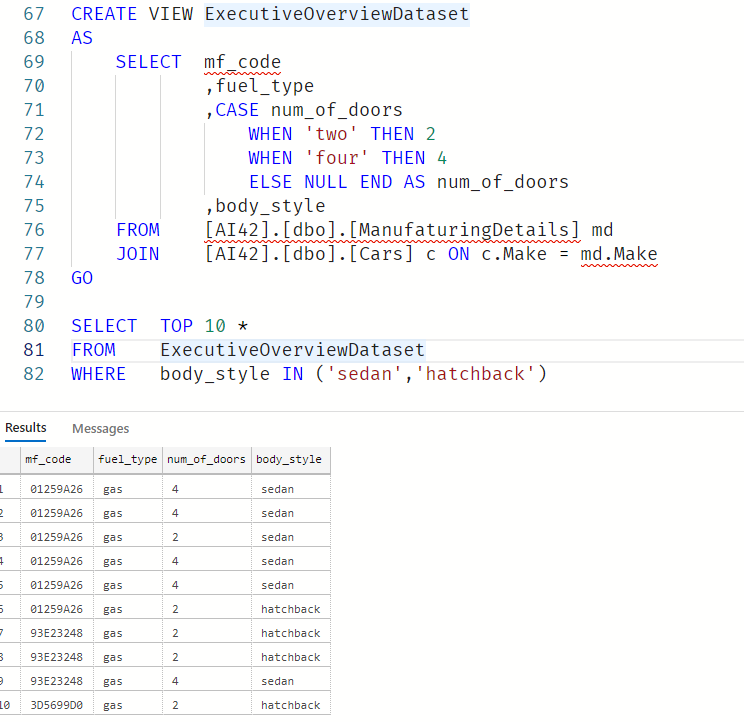 67 CREATE VIEW ExecutiveOverviewDataset
68 AS
69 SELECT mf_code
70 ,fuel_type
71 ,CASE num_of_doors
72 WHEN 'two' THEN 2
73 WHEN 'four' THEN 4
74 ELSE NULL END AS num_of_doors
75 ,body_style
76 FROM [AI42].[dbo].[ManufaturingDetails] md
77 JOIN [AI42].[dbo].[Cars] c ON c.Make = md.Make
78 GO
79
80 SELECT TOP 10 *
81 FROM ExecutiveOverviewDataset
82 WHERE body_style IN ('sedan','hatchback')
Results Messages
mf_code fuel_type num_of_doors body_style
1 01259A26 gas 4 sedan
2 01259A26 gas 4 sedan
3 01259A26 gas 2 sedan
4 01259A26 gas 4 sedan
5 01259A26 gas 4 sedan
6 01259A26 gas 2 hatchback
7 93E23248 gas 2 hatchback
8 93E23248 gas 2 hatchback
9 93E23248 gas 4 sedan
10 3D5699D0 gas 2 hatchback